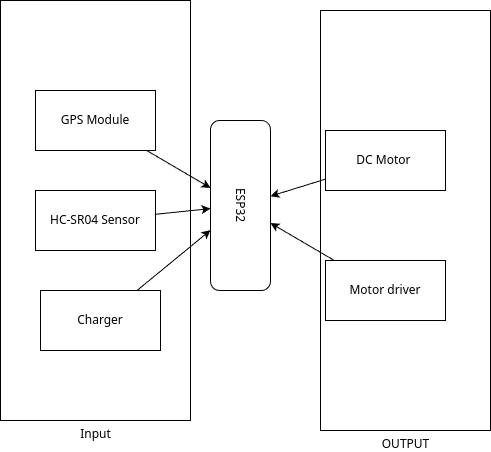 GPS Module
HC-SR04 Sensor
Charger
Input
ESP32
DC Motor
Motor driver
OUTPUT